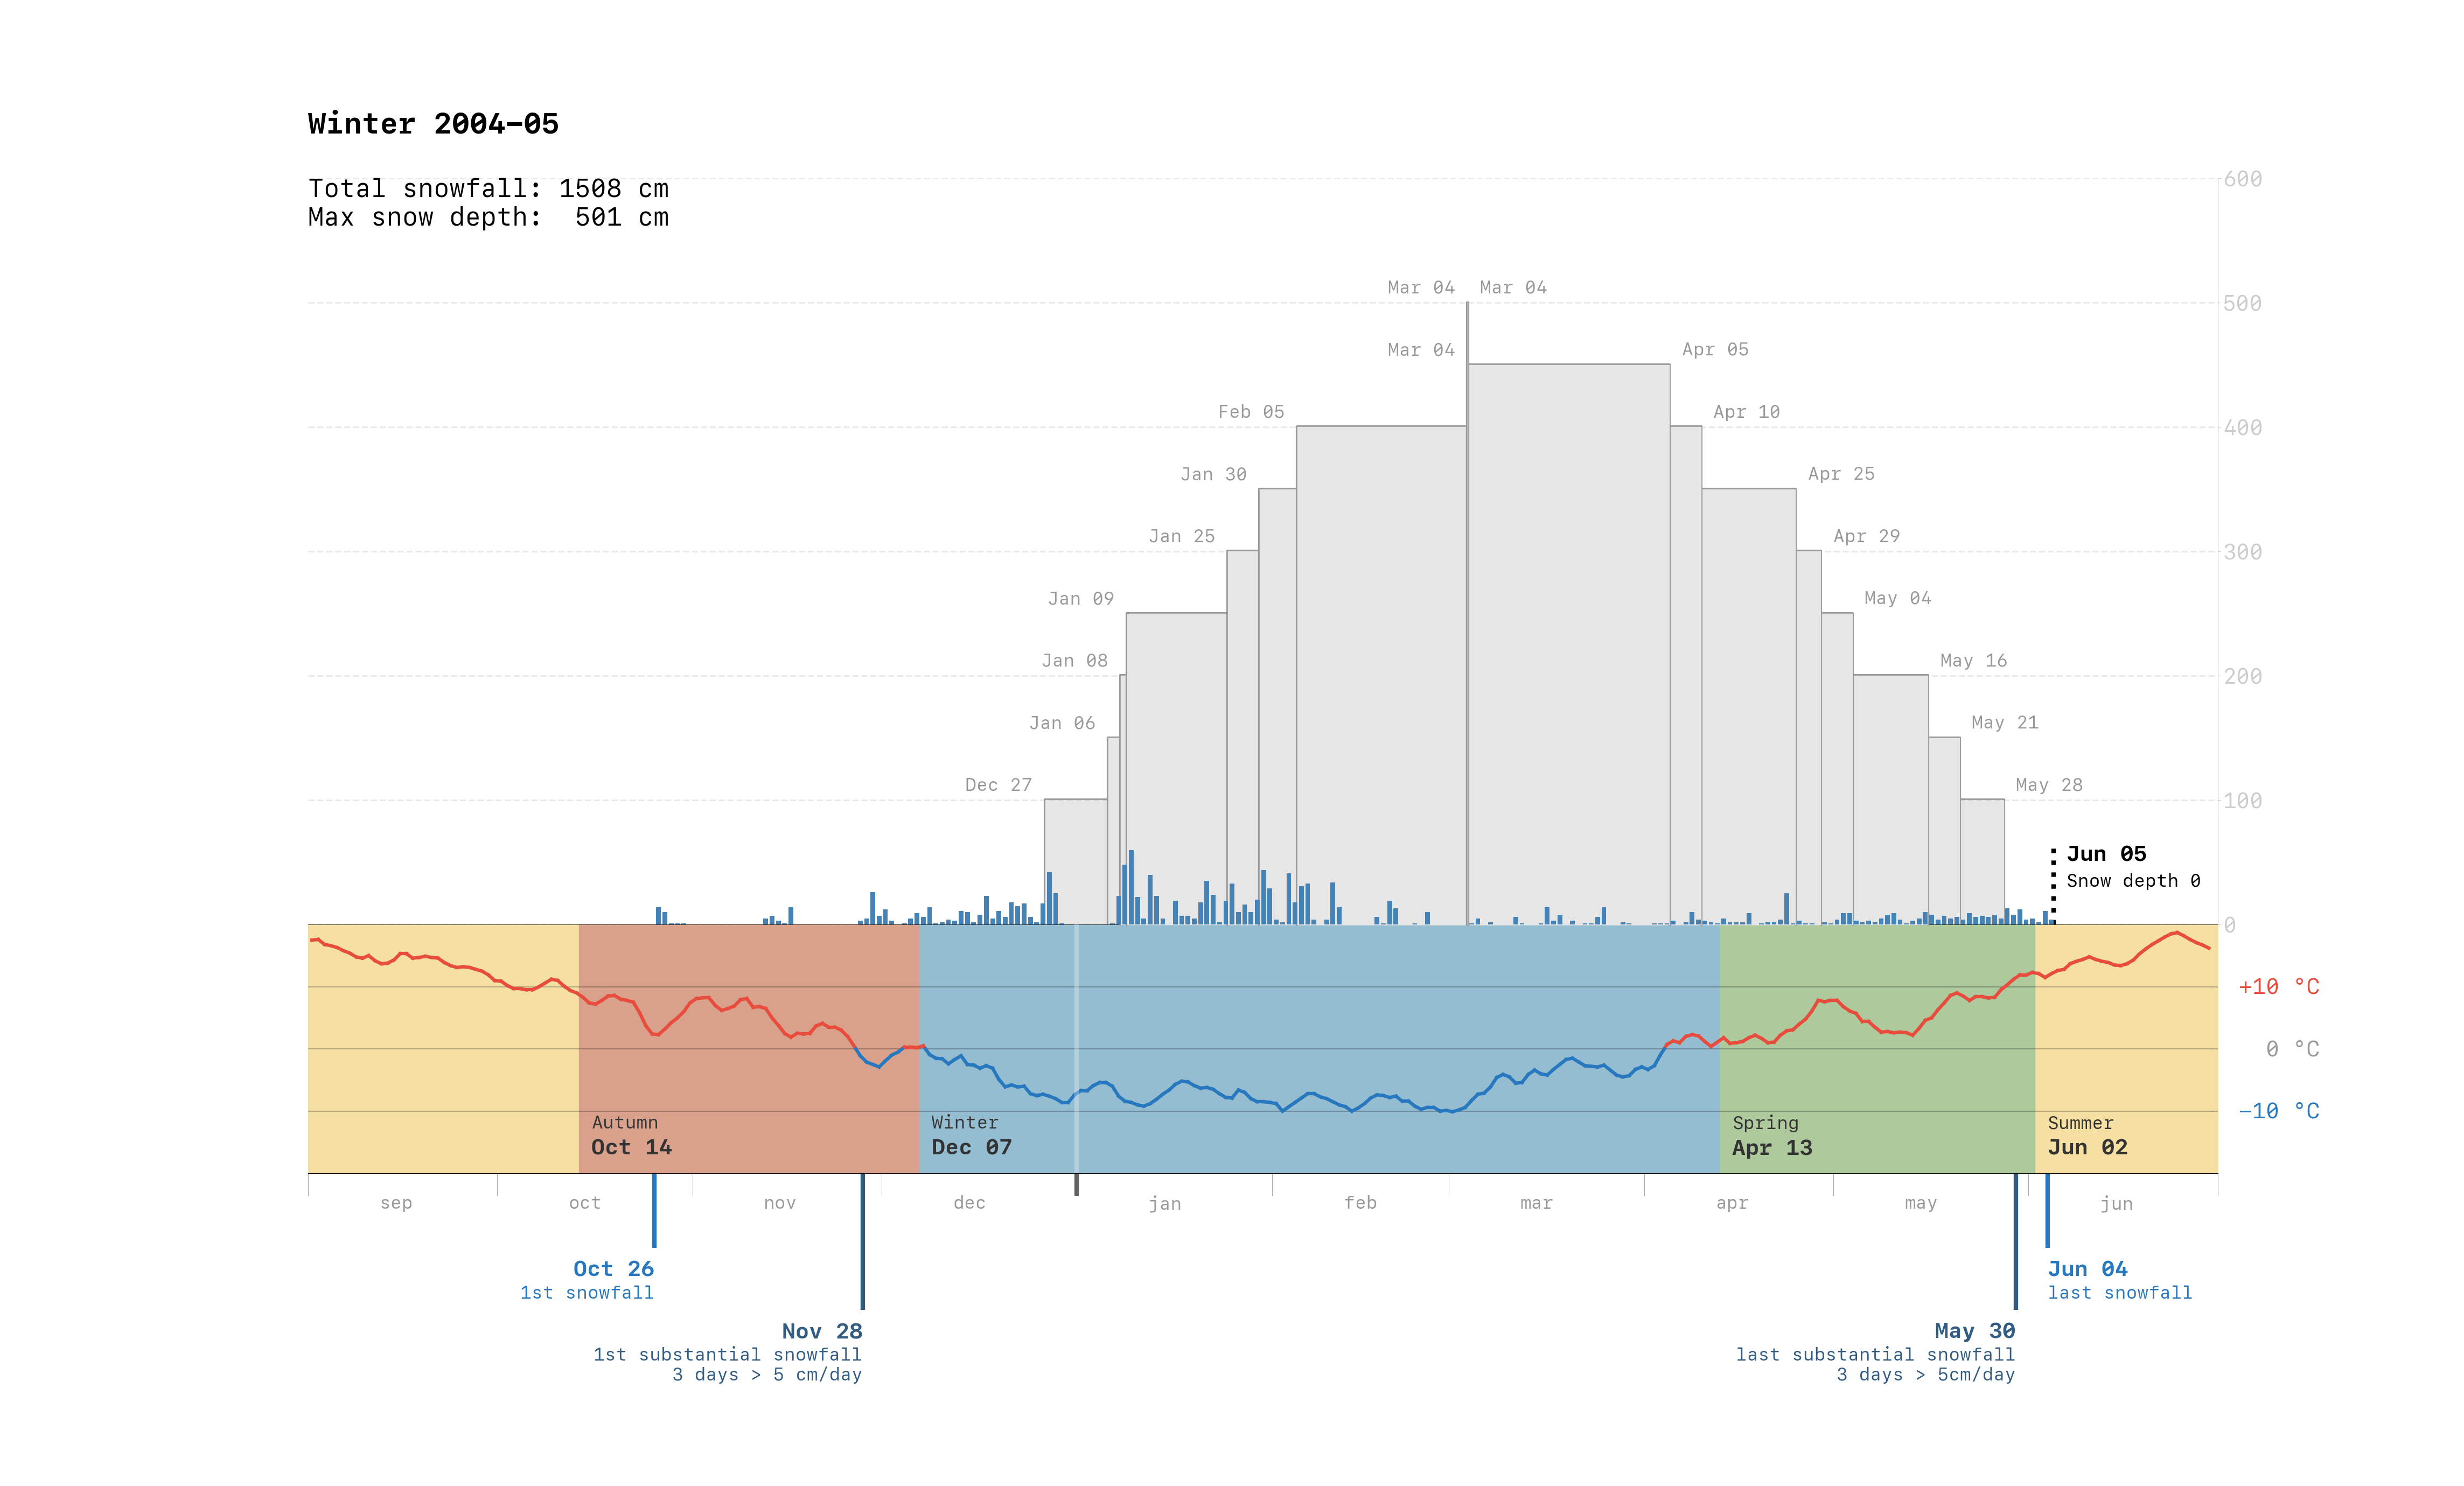 Winter 2004–05
Total snowfall: 1508 cm
Max snow depth: 501 cm
600
Mar 04 Mar 04
500
Mar 04 Apr 05
Feb 05 Apr 10
400
Jan 30 Apr 25
Jan 25 Apr 29
300
Jan 09 May 04
Jan 08 May 16
200
Jan 06 May 21
Dec 27 May 28
100
Jun 05
Snow depth 0
0
+10 °C
0 °C
−10 °C
Autumn Winter Spring Summer
Oct 14 Dec 07 Apr 13 Jun 02
sep oct nov dec jan feb mar apr may jun
Oct 26 Jun 04
1st snowfall last snowfall
Nov 28 May 30
1st substantial snowfall last substantial snowfall
3 days > 5 cm/day 3 days > 5cm/day